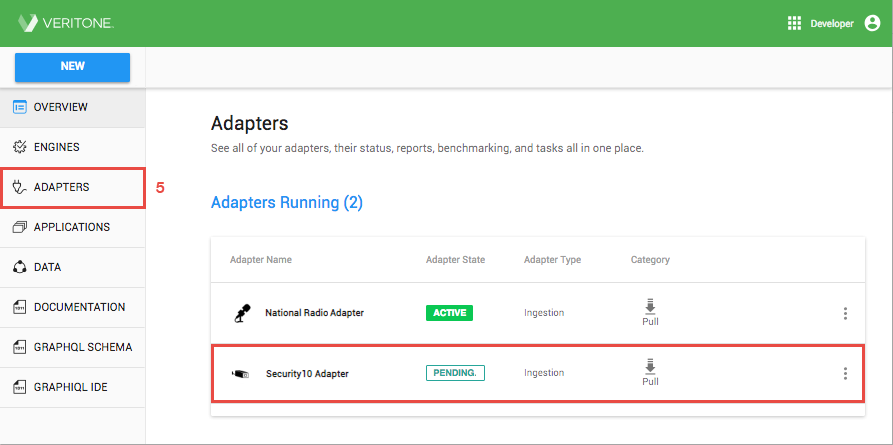 VERITONE
Developer
NEW
OVERVIEW
ENGINES
ADAPTERS
5
APPLICATIONS
DATA
DOCUMENTATION
GRAPHQL SCHEMA
GRAPHIQL IDE
Adapters
See all of your adapters, their status, reports, benchmarking, and tasks all in one place.
Adapters Running (2)
Adapter Name Adapter State Adapter Type Category
National Radio Adapter ACTIVE Ingestion Pull
Security10 Adapter PENDING. Ingestion Pull